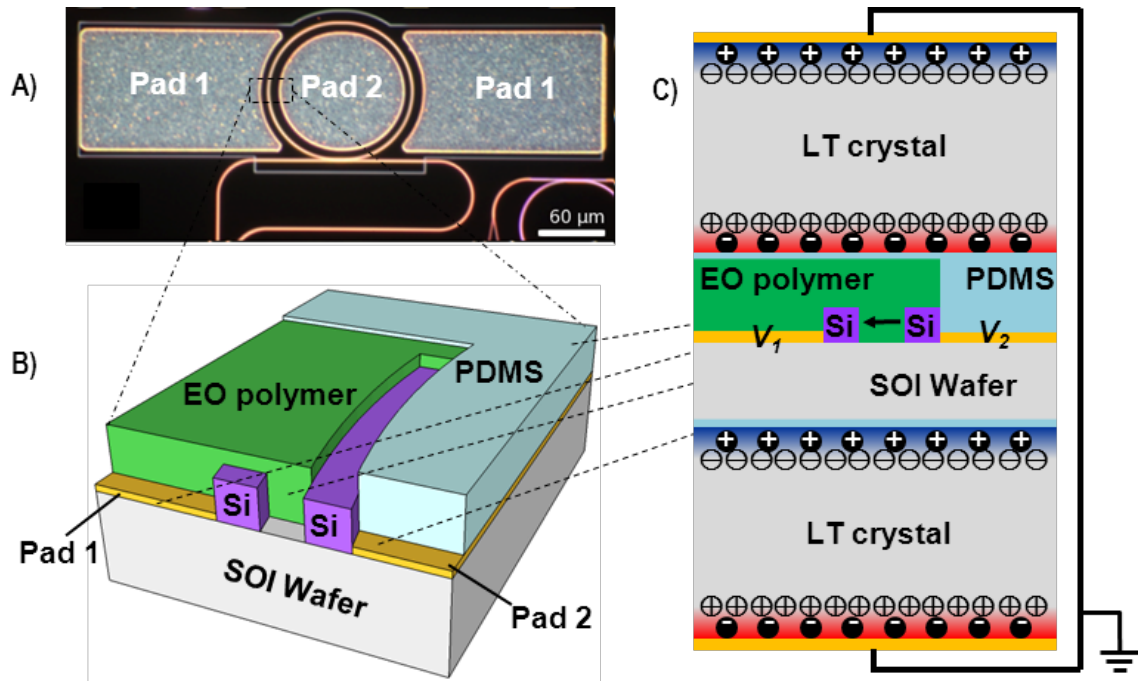 A)
Pad 1
Pad 2
Pad 1
60 µm
B)
EO polymer
PDMS
Si
Si
Pad 1
SOI Wafer
Pad 2
C)
LT crystal
EO polymer
PDMS
Si
Si
V1
V2
SOI Wafer
LT crystal